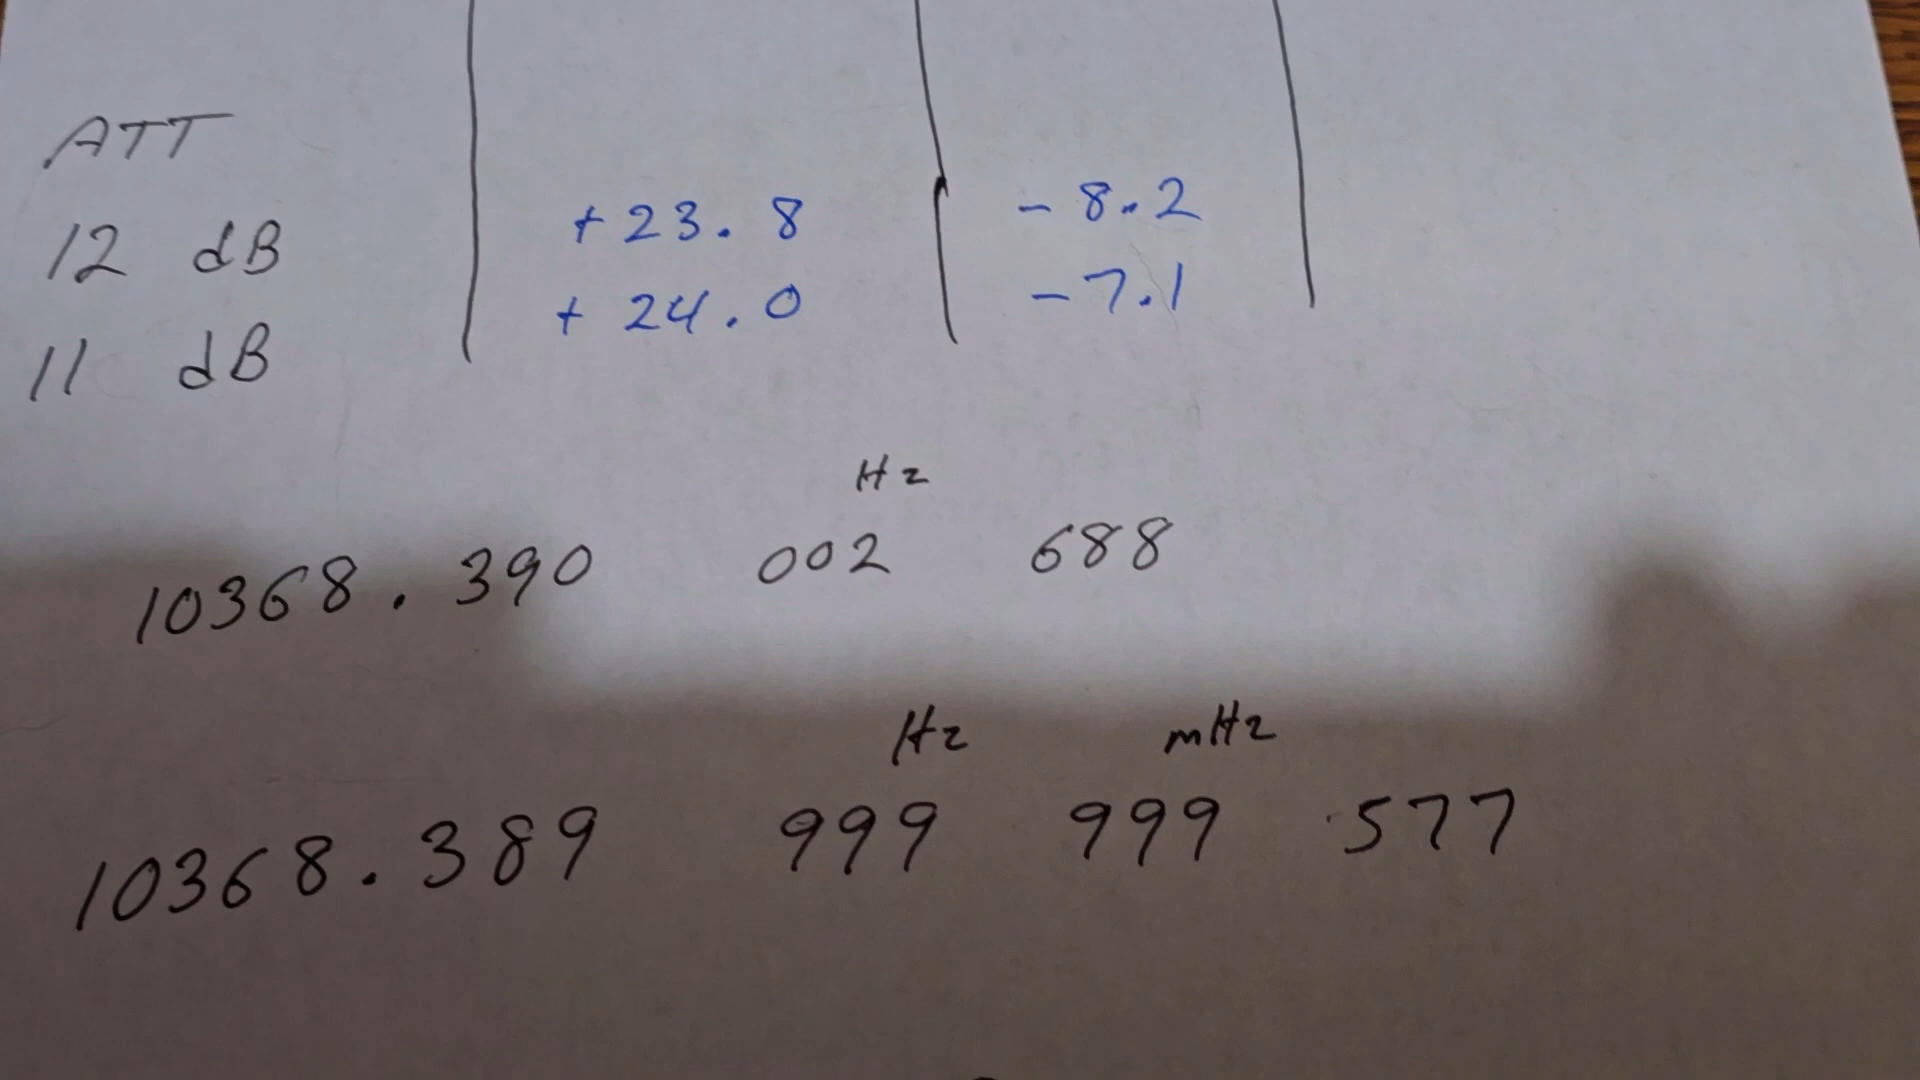 ATT
12 dB +23.8 -8.2
11 dB +24.0 -7.1
Hz
10368.390 002 688
Hz mHz
10368.389 999 999 .577